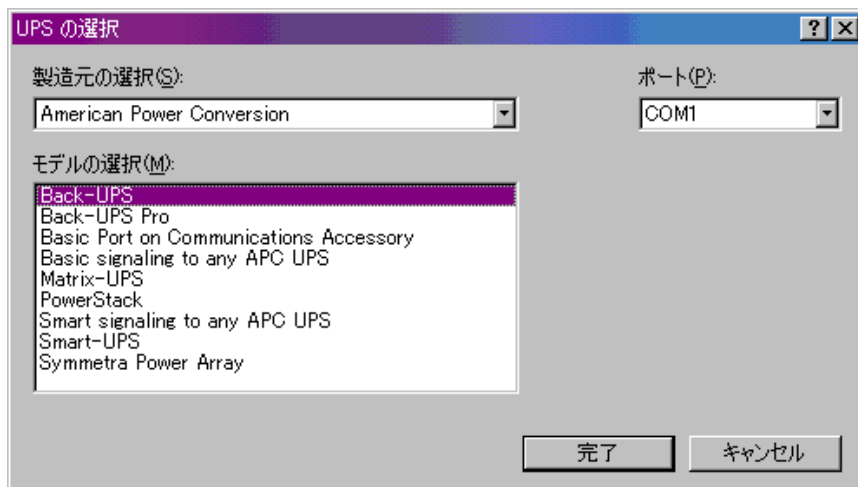 UPS の選択
製造元の選択(S):
ポート(P):
American Power Conversion
COM1
モデルの選択(M):
Back-UPS
Back-UPS Pro
Basic Port on Communications Accessory
Basic signaling to any APC UPS
Matrix-UPS
PowerStack
Smart signaling to any APC UPS
Smart-UPS
Symmetra Power Array
完了
キャンセル